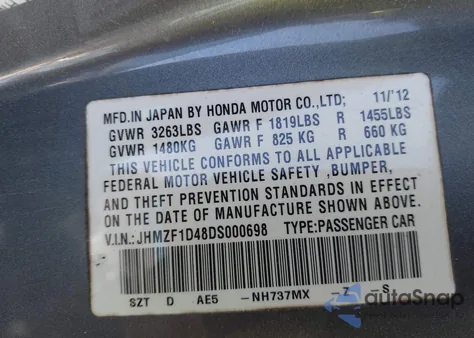 MFD.IN JAPAN BY HONDA MOTOR CO.,LTD; 11/'12
GVWR 3263LBS GAWR F 1819LBS R 1455LBS
GVWR 1480KG GAWR F 825 KG R 660 KG
THIS VEHICLE CONFORMS TO ALL APPLICABLE
FEDERAL MOTOR VEHICLE SAFETY ,BUMPER,
AND THEFT PREVENTION STANDARDS IN EFFECT
ON THE DATE OF MANUFACTURE SHOWN ABOVE.
V.I.N.: JHMZF1D48DS000698 TYPE:PASSENGER CAR
SZT D AE5 -NH737MX -Z -S
autoSnap